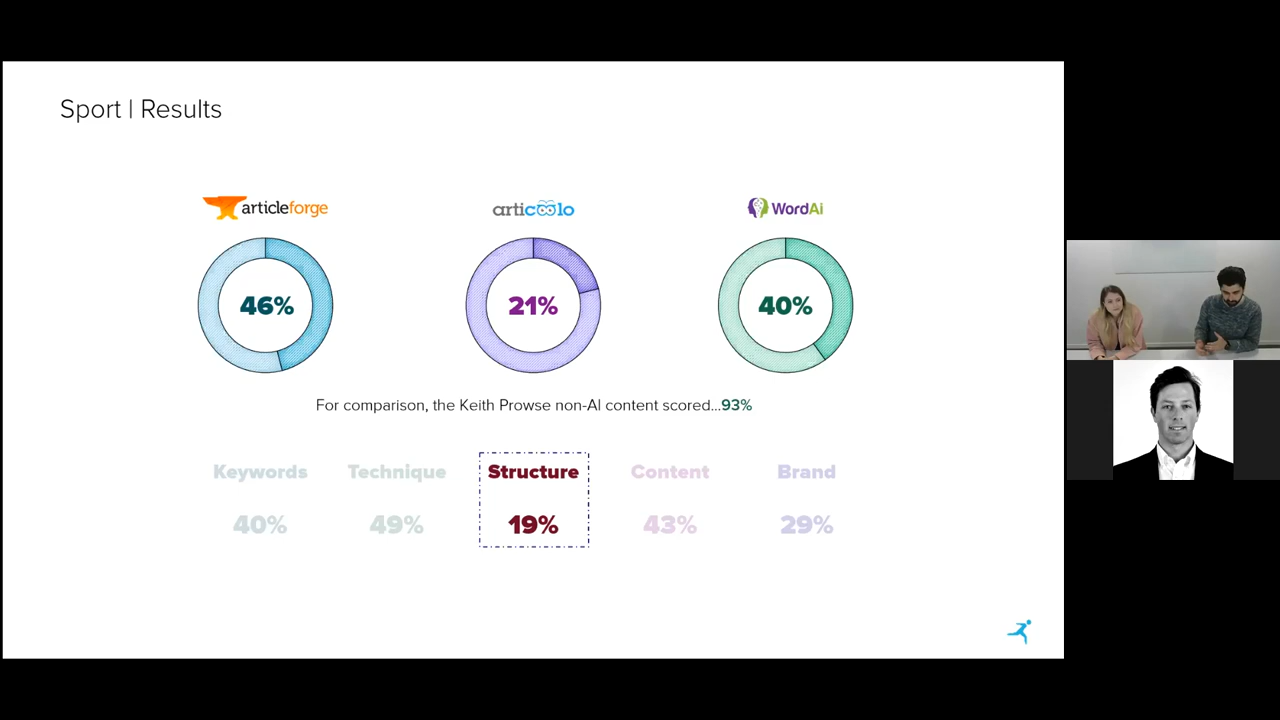 Sport | Results
articleforge
articoolo
WordAi
46%
21%
40%
For comparison, the Keith Prowse non-AI content scored...93%
Keywords
Technique
Structure
Content
Brand
40%
49%
19%
43%
29%